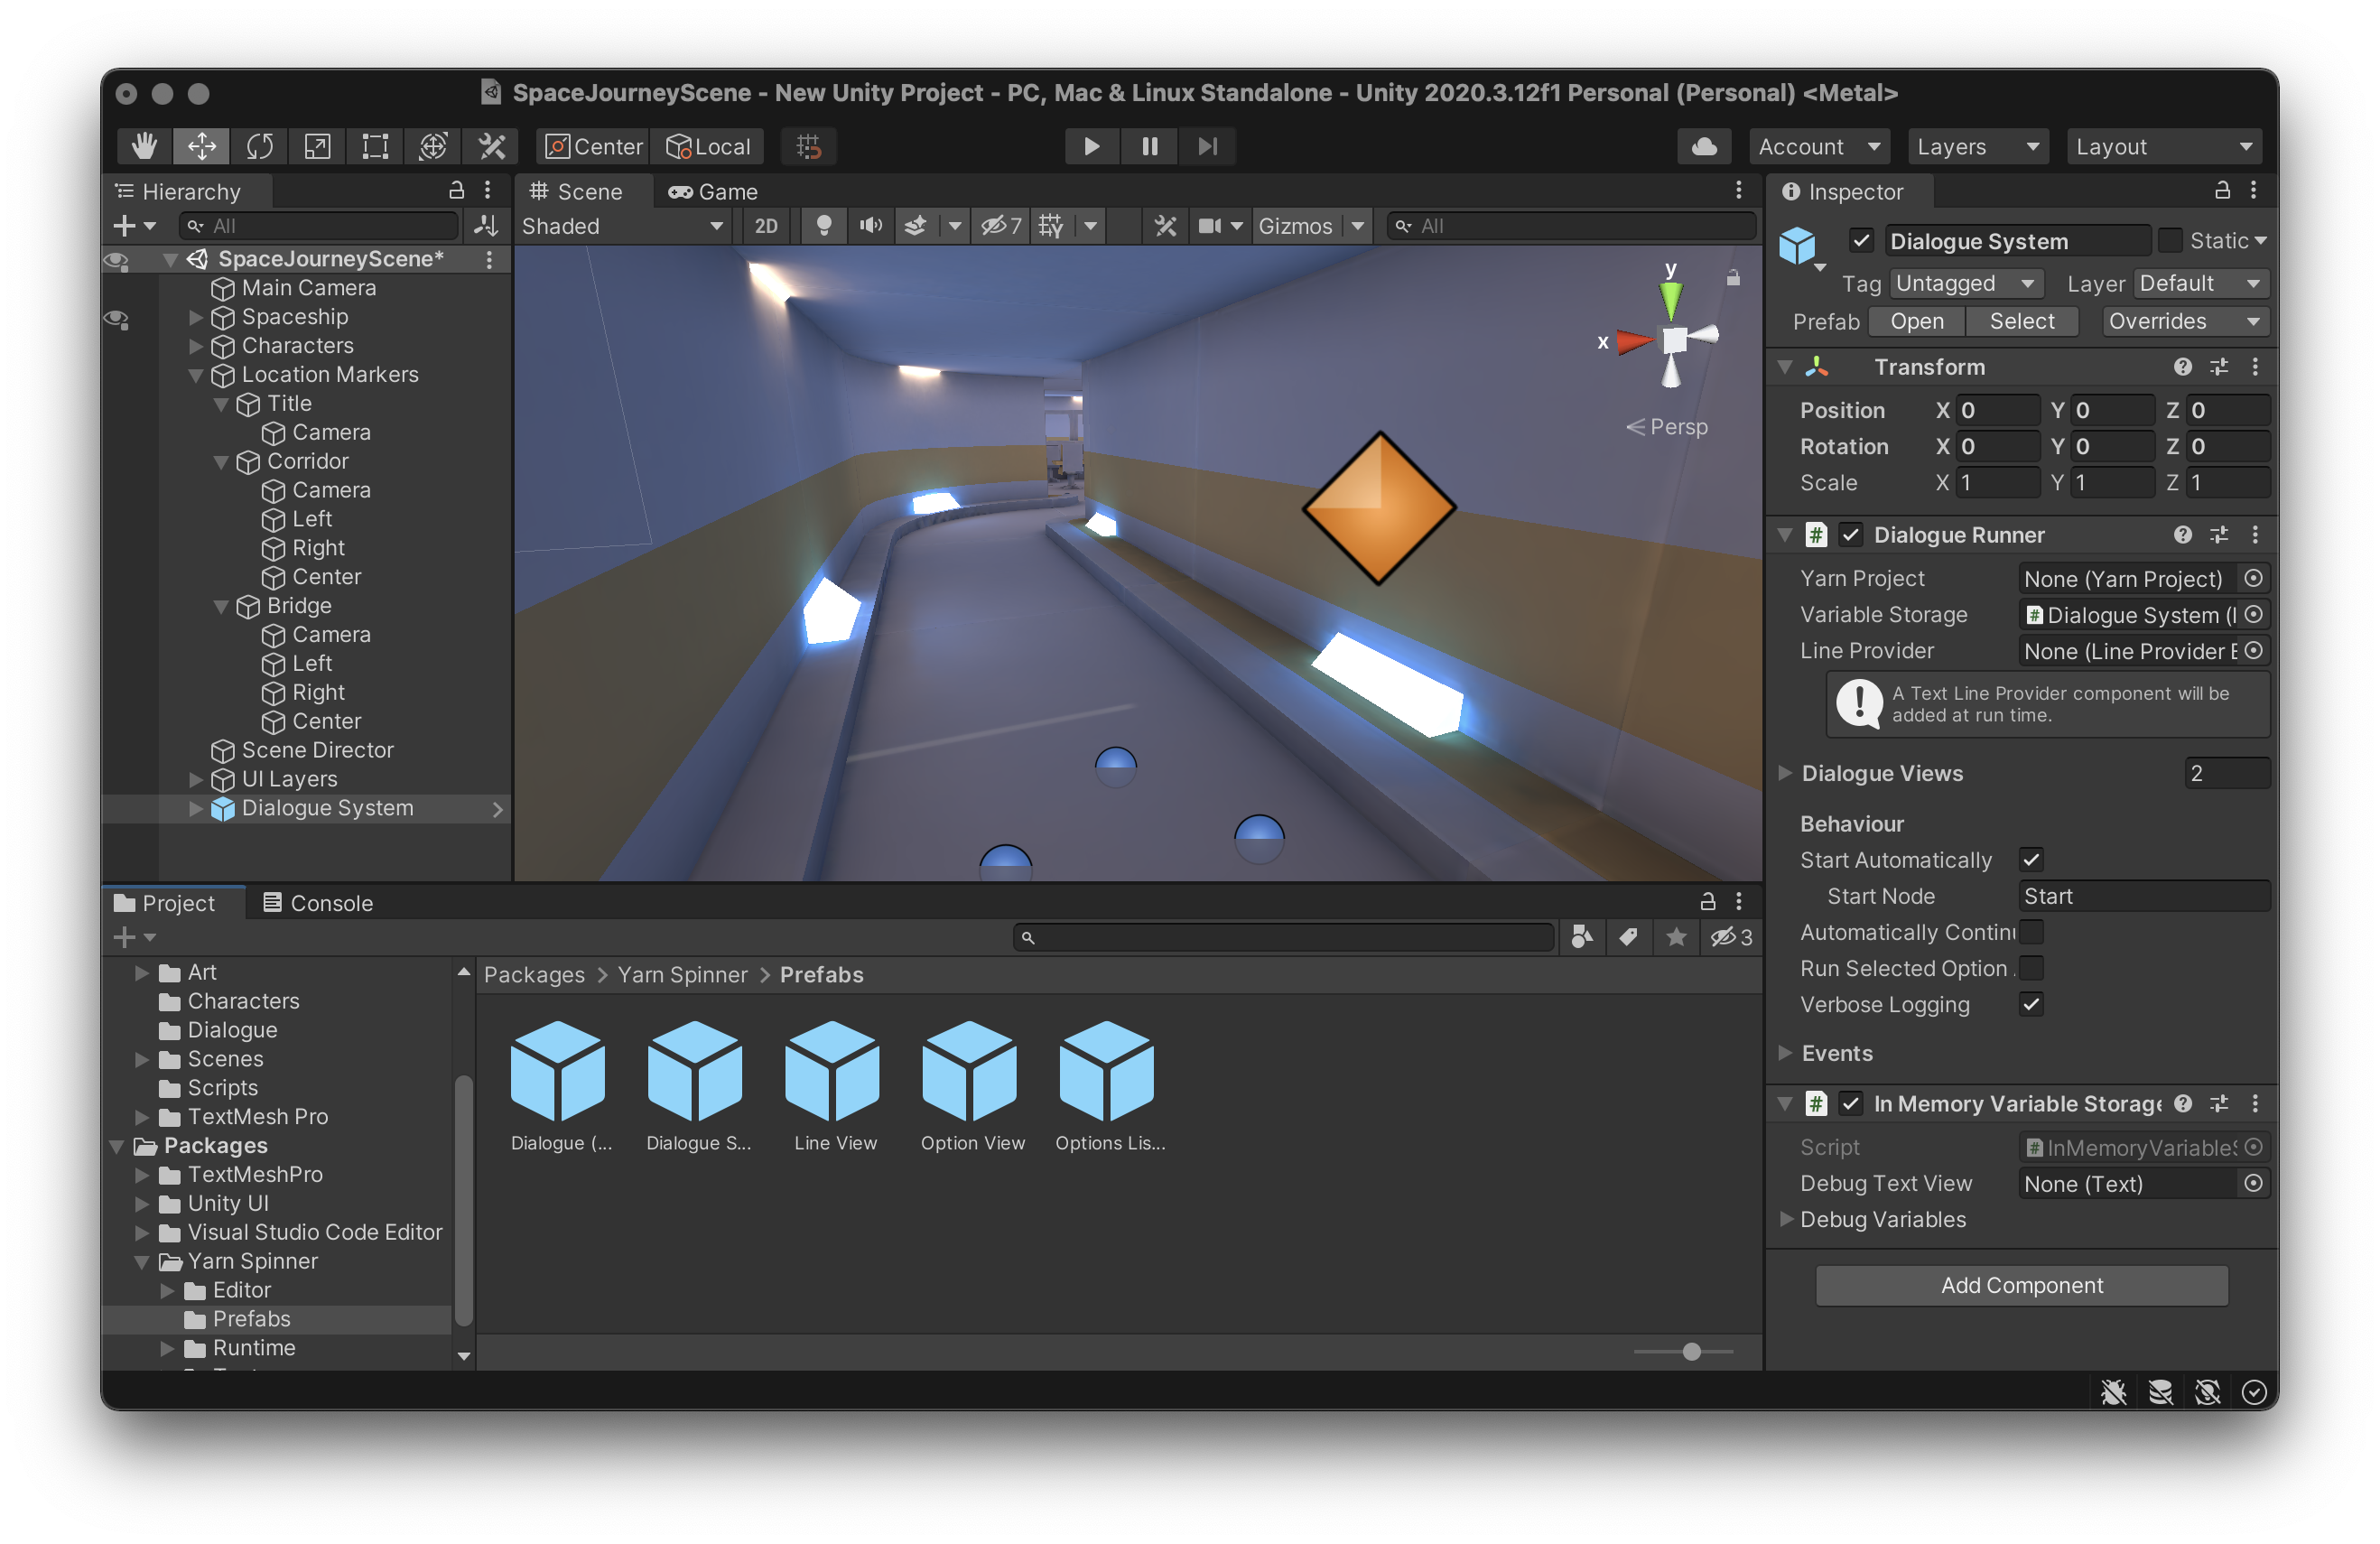 SpaceJourneyScene - New Unity Project - PC, Mac & Linux Standalone - Unity 2020.3.12f1 Personal (Personal) <Metal>
Center Local Account Layers Layout
Hierarchy
All
SpaceJourneyScene*
Main Camera
Spaceship
Characters
Location Markers
Title
Camera
Corridor
Camera
Left
Right
Center
Bridge
Camera
Left
Right
Center
Scene Director
UI Layers
Dialogue System
Scene Game
Shaded 2D 7 Gizmos All
y
x
Persp
Project Console
3
Art
Characters
Dialogue
Scenes
Scripts
TextMesh Pro
Packages
TextMeshPro
Unity UI
Visual Studio Code Editor
Yarn Spinner
Editor
Prefabs
Runtime
Packages > Yarn Spinner > Prefabs
Dialogue (... Dialogue S... Line View Option View Options Lis...
Inspector
Dialogue System Static
Tag Untagged Layer Default
Prefab Open Select Overrides
Transform
Position X 0 Y 0 Z 0
Rotation X 0 Y 0 Z 0
Scale X 1 Y 1 Z 1
# Dialogue Runner
Yarn Project None (Yarn Project)
Variable Storage # Dialogue System (I
Line Provider None (Line Provider E
A Text Line Provider component will be
added at run time.
Dialogue Views 2
Behaviour
Start Automatically
Start Node Start
Automatically Continu
Run Selected Option .
Verbose Logging
Events
# In Memory Variable Storage
Script # InMemoryVariableS
Debug Text View None (Text)
Debug Variables
Add Component